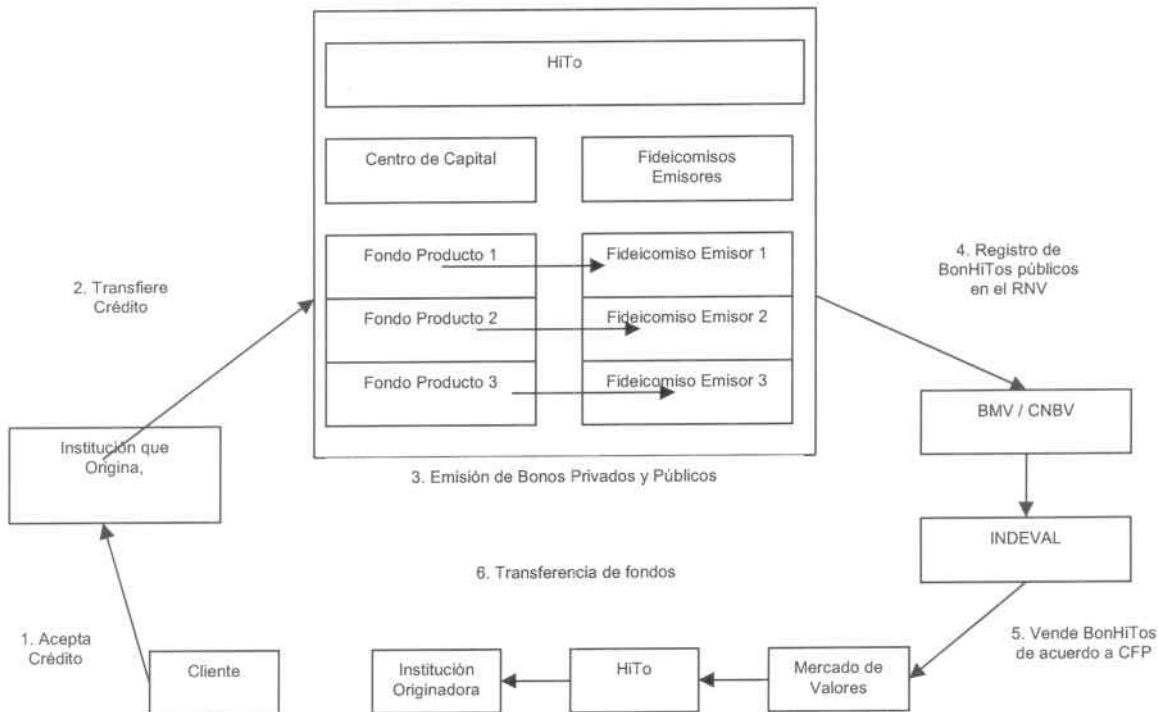 HiTo
Centro de Capital
Fideicomisos
Emisores
Fondo Producto 1
Fideicomiso Emisor 1
Fondo Producto 2
Fideicomiso Emisor 2
Fondo Producto 3
Fideicomiso Emisor 3
2. Transfiere
Crédito
4. Registro de
BonHiTos públicos
en el RNV
Institución que
Origina,
BMV / CNBV
3. Emisión de Bonos Privados y Públicos
INDEVAL
6. Transferencia de fondos
1. Acepta
Crédito
Cliente
Institución
Originadora
HiTo
Mercado de
Valores
5. Vende BonHiTos
de acuerdo a CFP